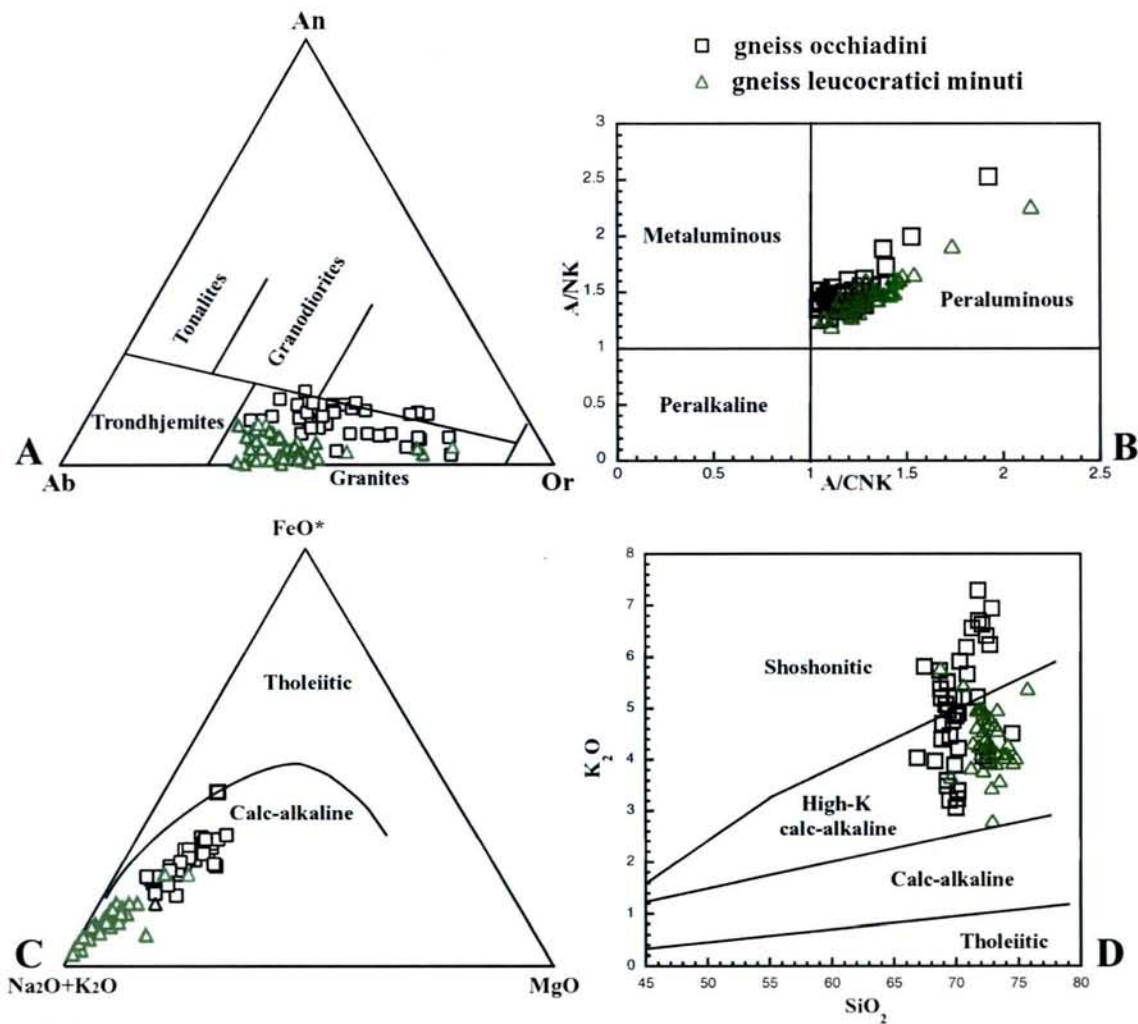 An
Tonalites
Granodiorites
Trondhjemites
A
Ab
Granites
Or
gneiss occhiadini
gneiss leucocratici minuti
3
2.5
2
1.5
1
0.5
0
A/NK
Metaluminous
Peraluminous
Peralkaline
B
0
0.5
1
1.5
2
2.5
A/CNK
FeO*
Tholeiitic
Calc-alkaline
C
Na₂O+K₂O
MgO
8
7
6
5
4
3
2
1
0
K₂O
Shoshonitic
High-K
calc-alkaline
Calc-alkaline
Tholeiitic
D
45
50
55
60
65
70
75
80
SiO₂